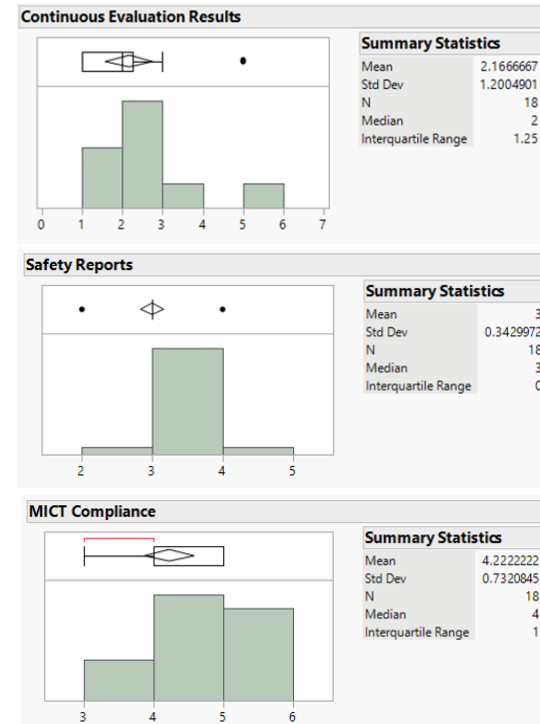 Continuous Evaluation Results
Summary Statistics
Mean 2.1666667
Std Dev 1.2004901
N 18
Median 2
Interquartile Range 1.25
0 1 2 3 4 5 6 7
Safety Reports
Summary Statistics
Mean 3
Std Dev 0.3429972
N 18
Median 3
Interquartile Range 0
2 3 4 5
MICT Compliance
Summary Statistics
Mean 4.2222222
Std Dev 0.7320845
N 18
Median 4
Interquartile Range 1
3 4 5 6